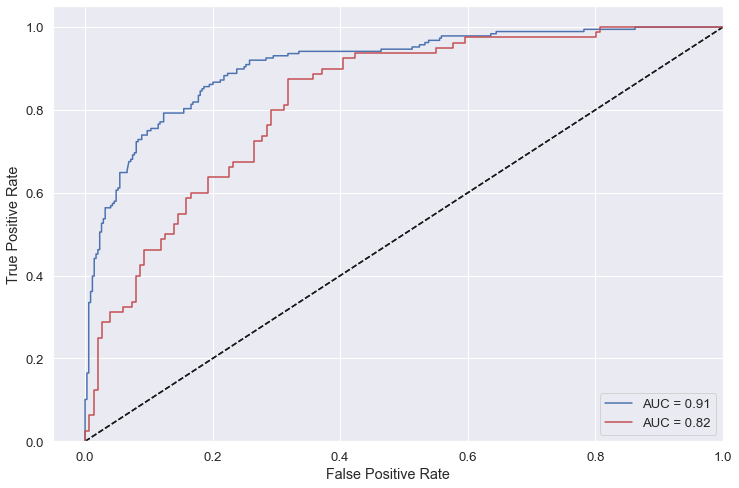 1.0
0.8
0.6
0.4
0.2
0.0
True Positive Rate
AUC = 0.91
AUC = 0.82
0.0 0.2 0.4 0.6 0.8 1.0
False Positive Rate